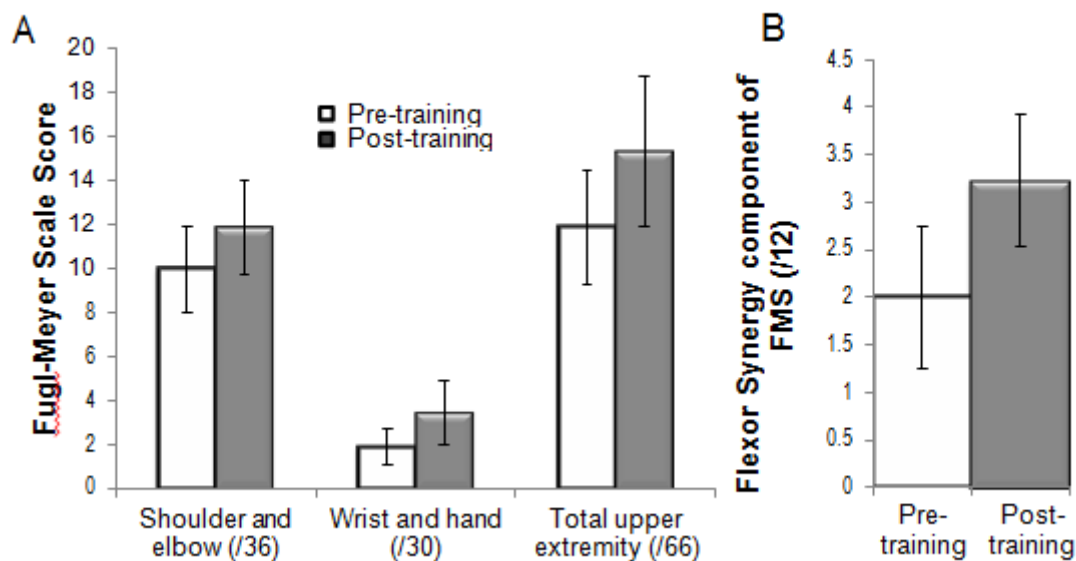 A
Fugl-Meyer Scale Score
20
18
16
14
12
10
8
6
4
2
0
Pre-training
Post-training
Shoulder and
elbow (/36)
Wrist and hand
(/30)
Total upper
extremity (/66)
B
Flexor Synergy component of
FMS (/12)
4.5
4
3.5
3
2.5
2
1.5
1
0.5
0
Pre-
training
Post-
training